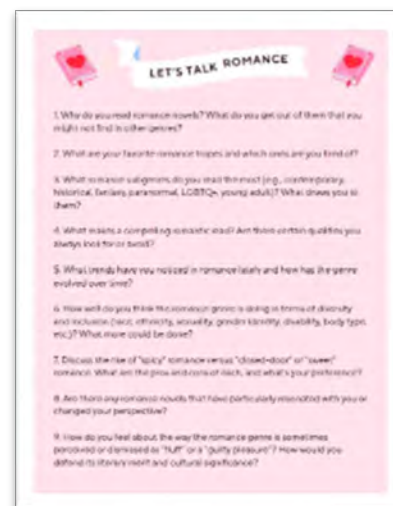 LET'S TALK ROMANCE
1. Why do you read romance novels? What do you get out of them that you
might not find in other genres?
2. What are your favorite romance tropes and which ones are you tired of?
3. What romance subgenres do you read the most (e.g., contemporary,
historical, fantasy, paranormal, LGBTQ+, young adult)? What draws you to
them?
4. What makes a compelling romantic lead? Are there certain qualities you
always look for or avoid?
5. What trends have you noticed in romance lately and how has the genre
evolved over time?
6. How well do you think the romance genre is doing in terms of diversity
and inclusion (race, ethnicity, sexuality, gender identity, disability, body type,
etc.)? What more could be done?
7. Discuss the rise of "spicy" romance versus "closed-door" or "sweet"
romance. What are the pros and cons of each, and what's your preference?
8. Are there any romance novels that have particularly resonated with you or
changed your perspective?
9. How do you feel about the way the romance genre is sometimes
perceived or dismissed as "fluff" or a "guilty pleasure"? How would you
defend its literary merit and cultural significance?